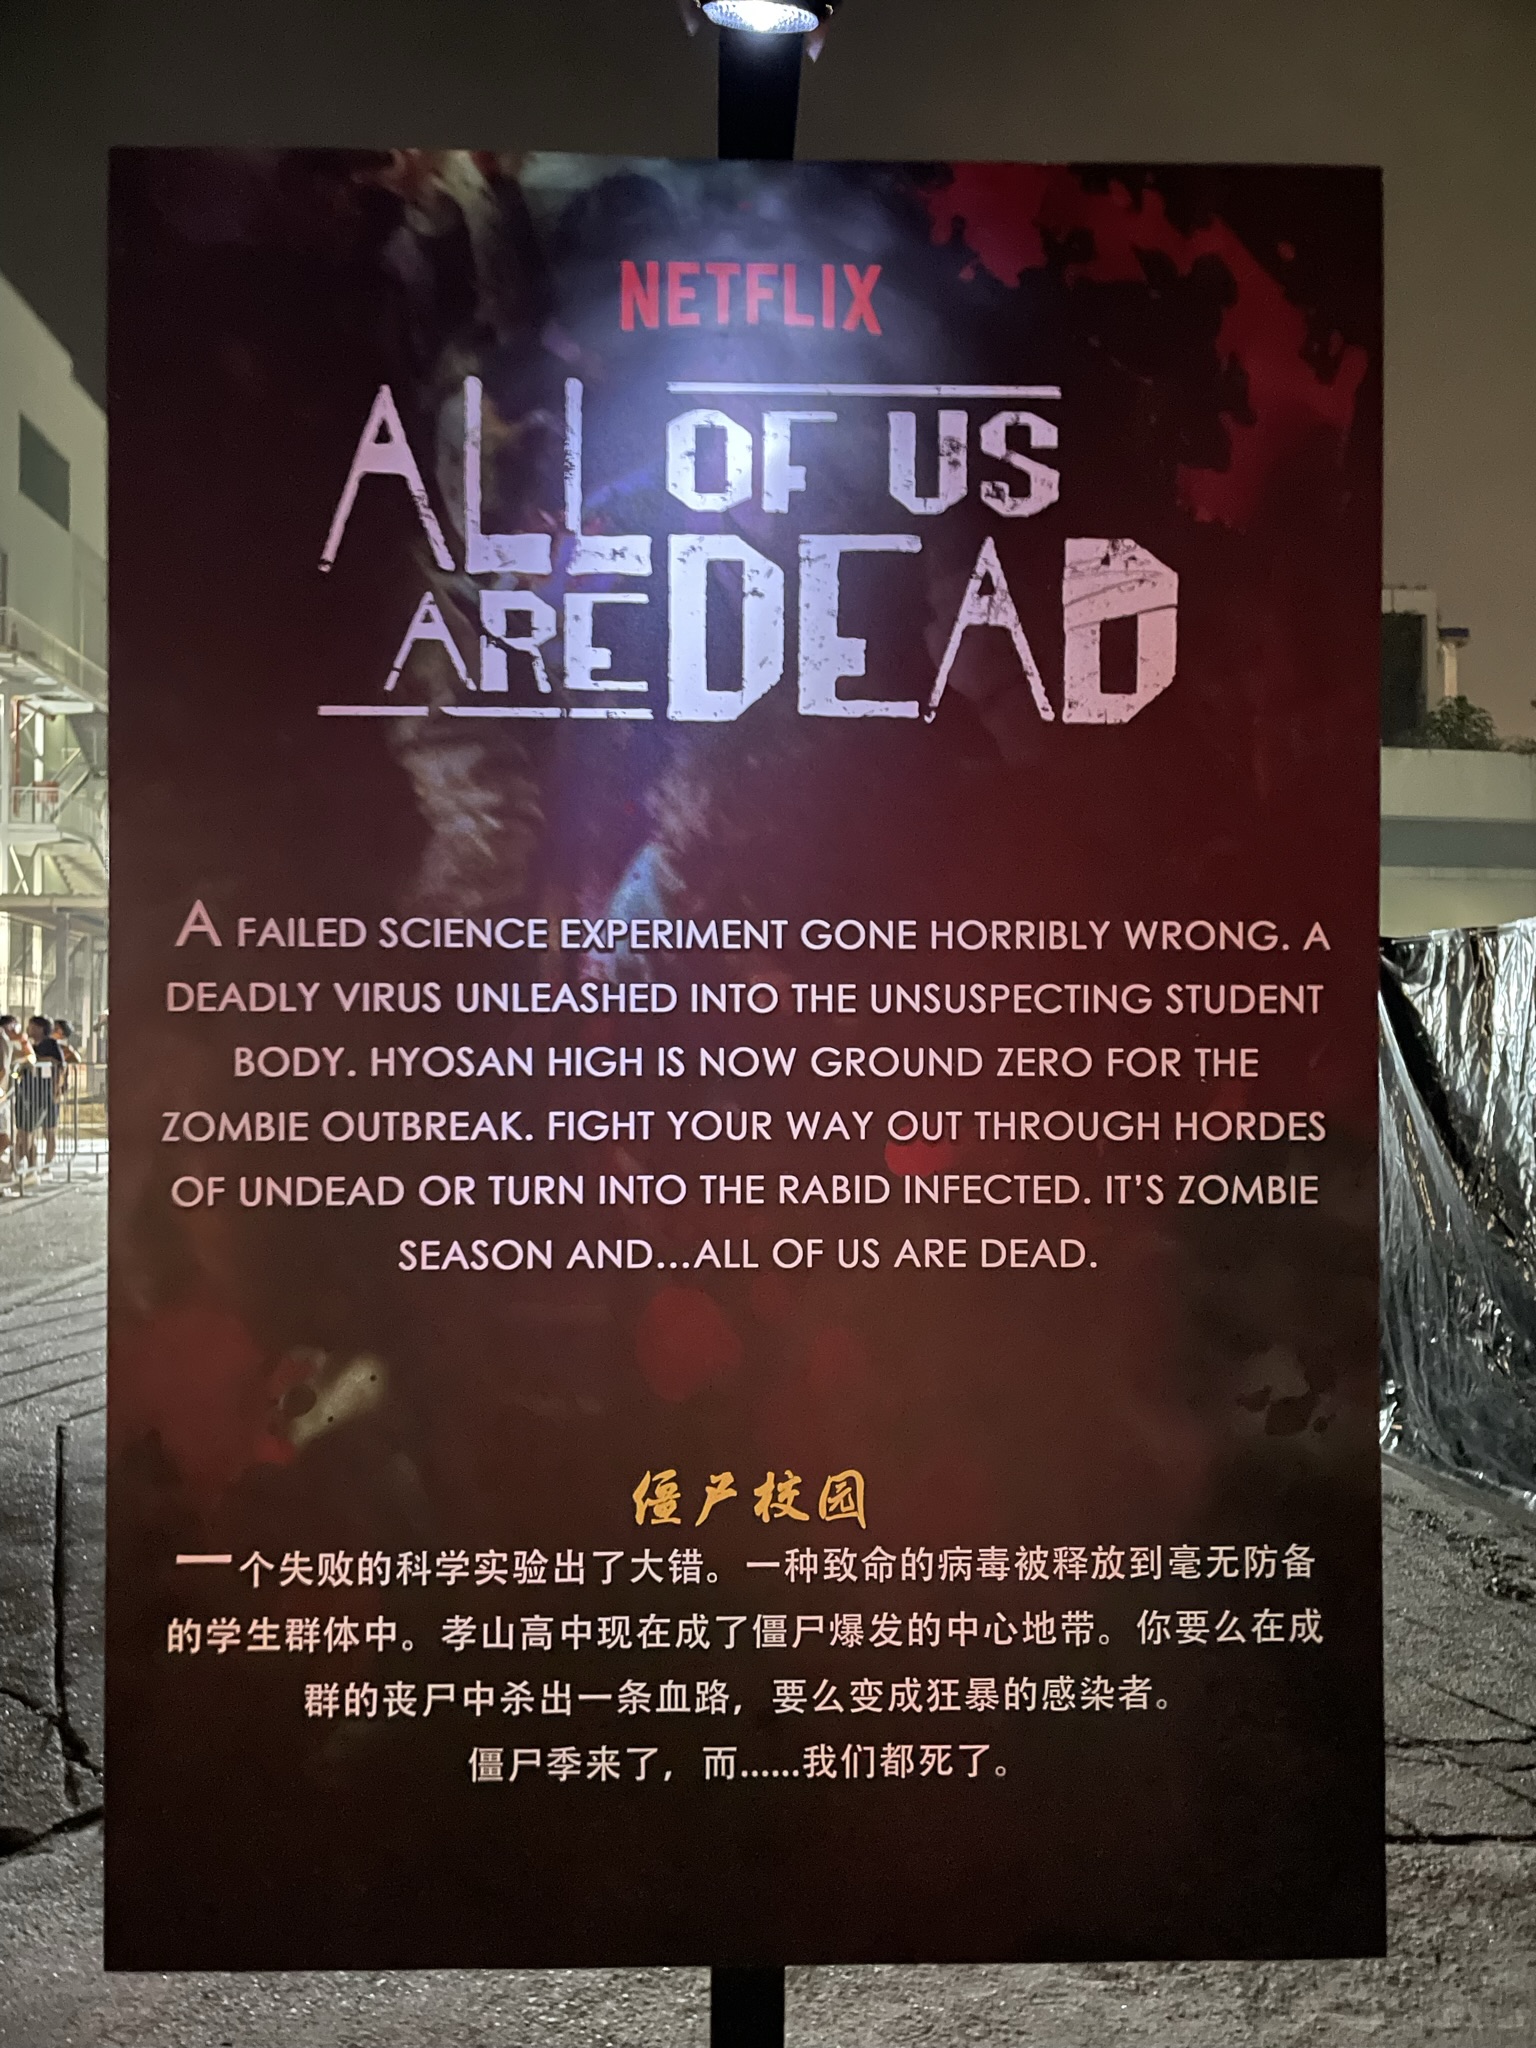 NETFLIX
ALL OF US
ARE DEAD
A FAILED SCIENCE EXPERIMENT GONE HORRIBLY WRONG. A
DEADLY VIRUS UNLEASHED INTO THE UNSUSPECTING STUDENT
BODY. HYOSAN HIGH IS NOW GROUND ZERO FOR THE
ZOMBIE OUTBREAK. FIGHT YOUR WAY OUT THROUGH HORDES
OF UNDEAD OR TURN INTO THE RABID INFECTED. IT'S ZOMBIE
SEASON AND...ALL OF US ARE DEAD.
僵尸校园
一个失败的科学实验出了大错。一种致命的病毒被释放到毫无防备
的学生群体中。孝山高中现在成了僵尸爆发的中心地带。你要么在成
群的丧尸中杀出一条血路，要么变成狂暴的感染者。
僵尸季来了，而......我们都死了。